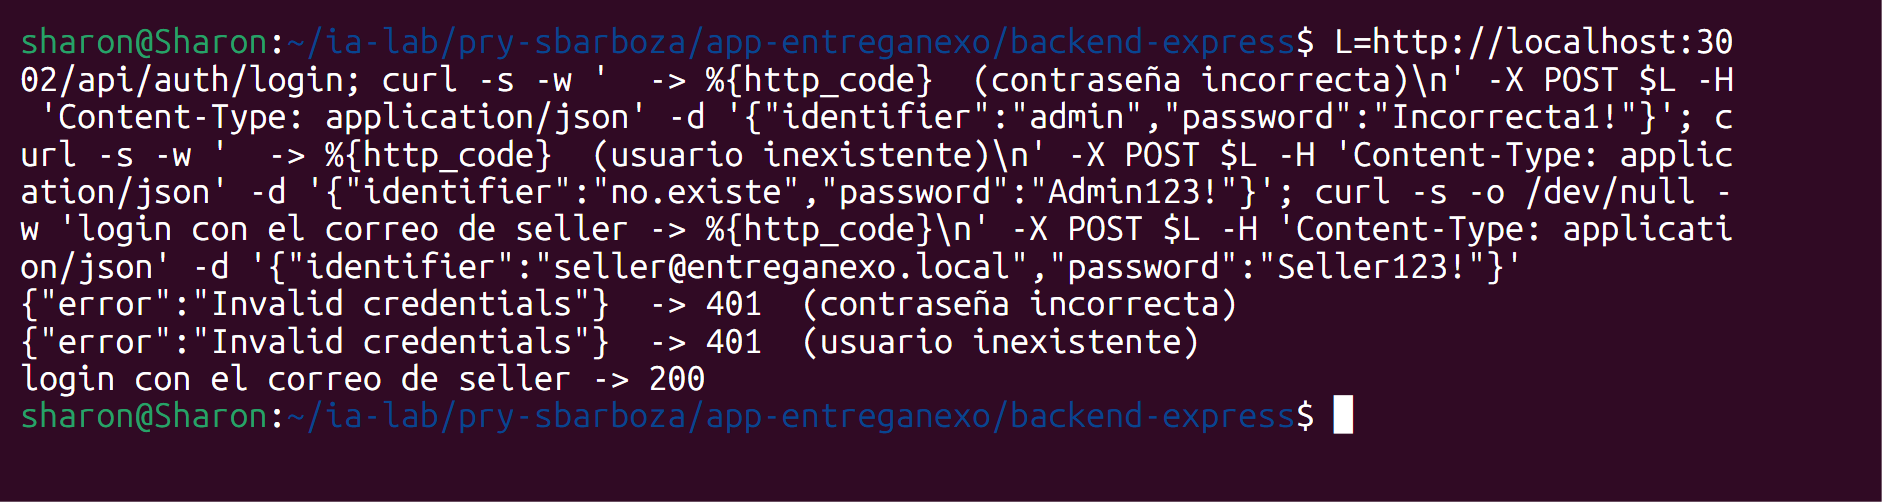 sharon@Sharon:~/ia-lab/pry-sbarboza/app-entreganexo/backend-express$ L=http://localhost:30
02/api/auth/login; curl -s -w '  -> %{http_code}  (contraseña incorrecta)\n' -X POST $L -H
 'Content-Type: application/json' -d '{"identifier":"admin","password":"Incorrecta1!"}'; c
url -s -w '  -> %{http_code}  (usuario inexistente)\n' -X POST $L -H 'Content-Type: applic
ation/json' -d '{"identifier":"no.existe","password":"Admin123!"}'; curl -s -o /dev/null -
w 'login con el correo de seller -> %{http_code}\n' -X POST $L -H 'Content-Type: applicati
on/json' -d '{"identifier":"seller@entreganexo.local","password":"Seller123!"}'
{"error":"Invalid credentials"}  -> 401  (contraseña incorrecta)
{"error":"Invalid credentials"}  -> 401  (usuario inexistente)
login con el correo de seller -> 200
sharon@Sharon:~/ia-lab/pry-sbarboza/app-entreganexo/backend-express$